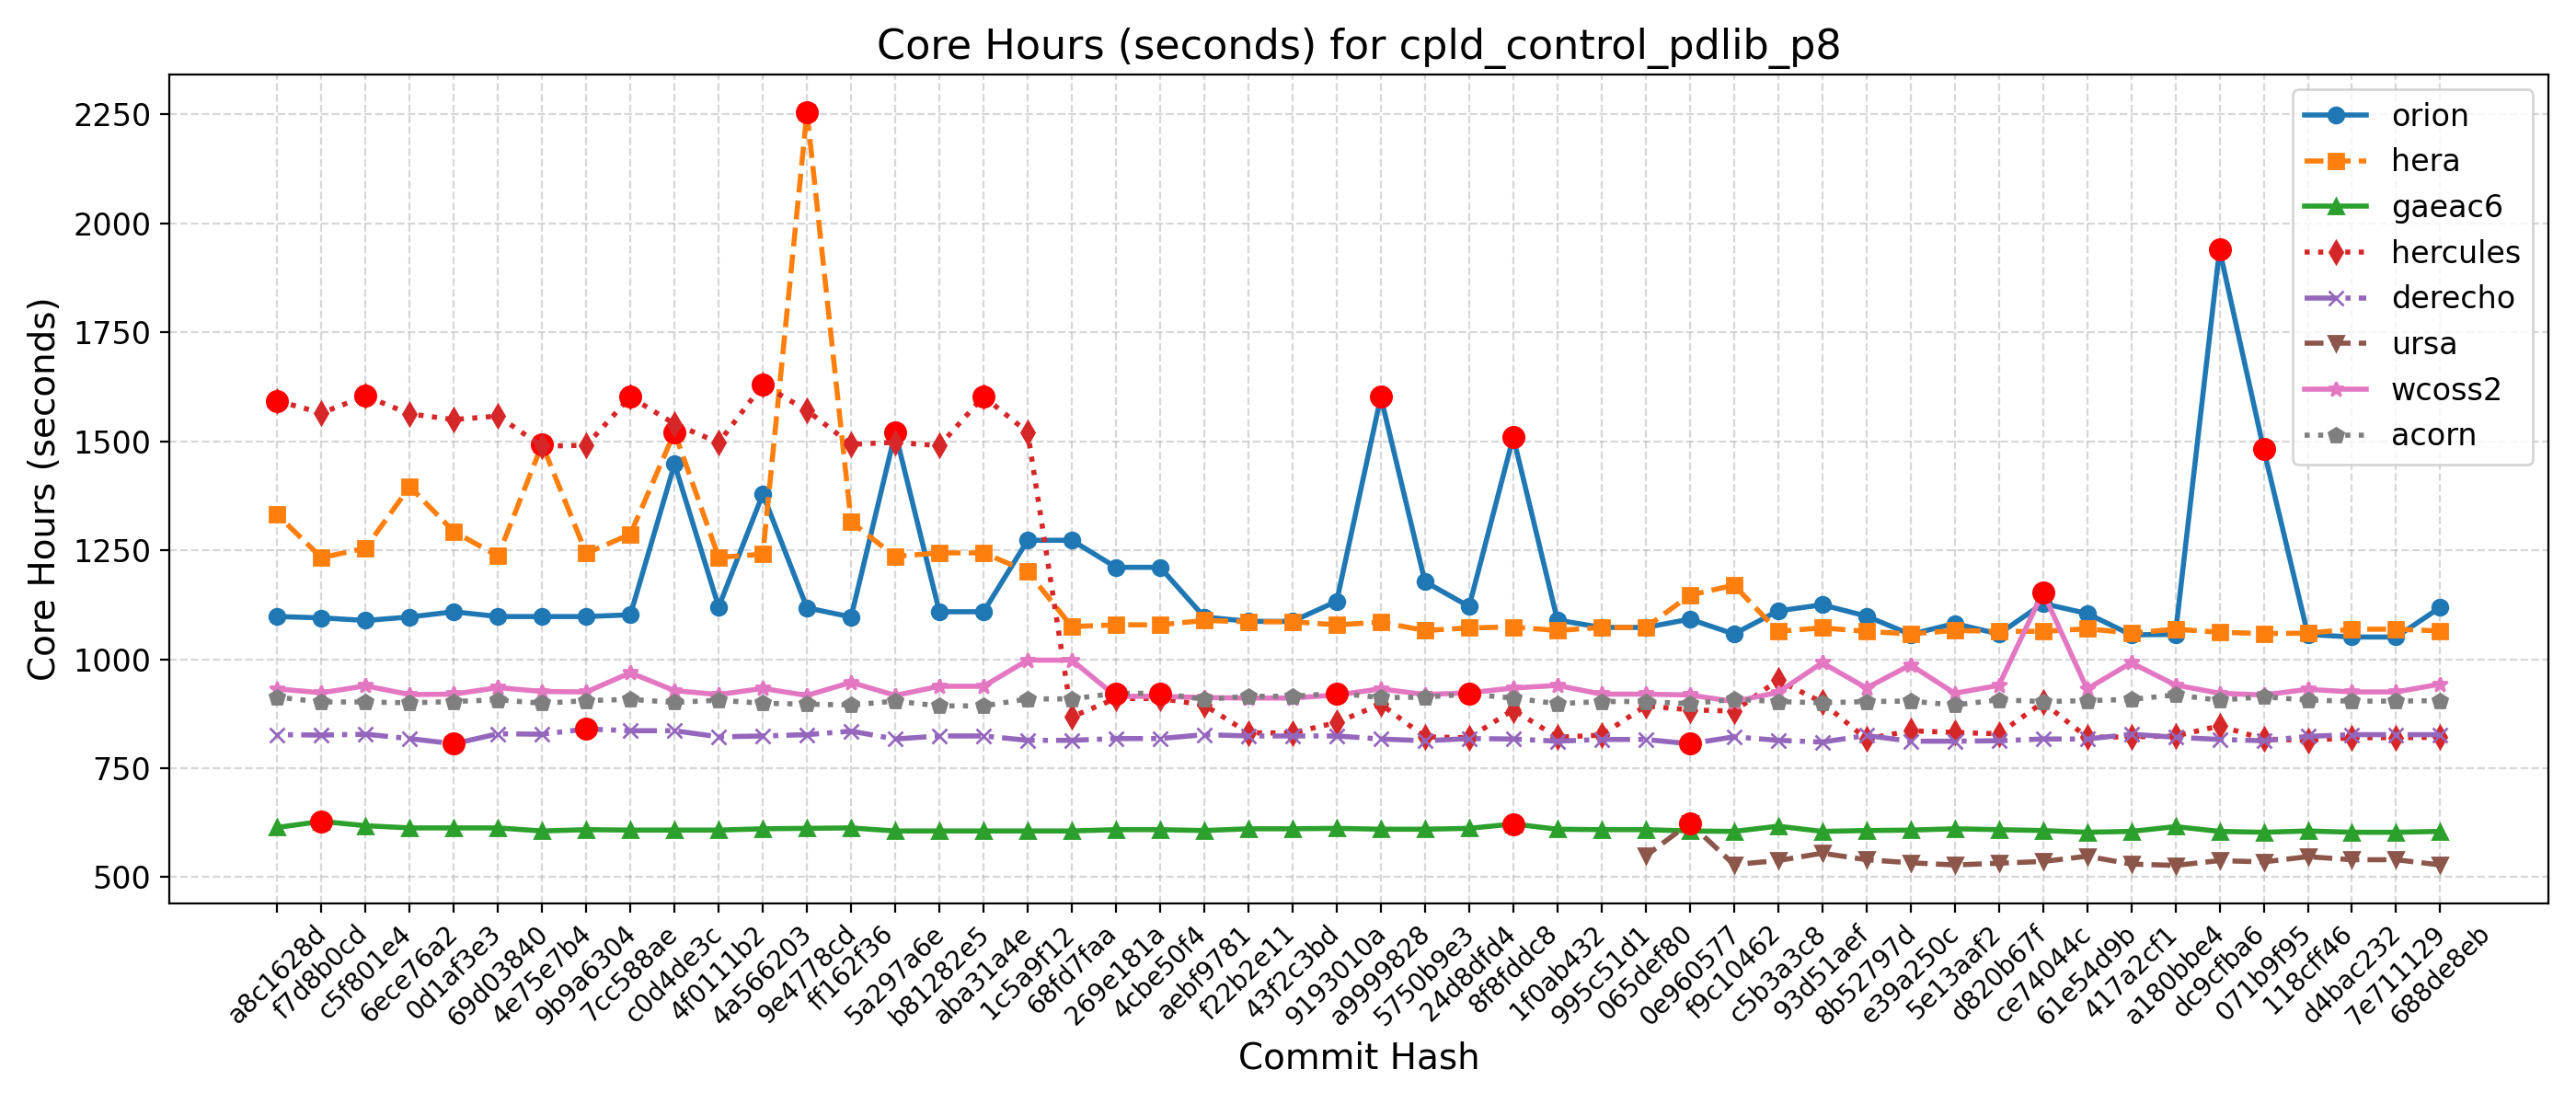 Core Hours (seconds) for cpld_control_pdlib_p8
Core Hours (seconds)
2250
2000
1750
1500
1250
1000
750
500
orion
hera
gaeac6
hercules
derecho
ursa
wcoss2
acorn
a8c1628d
f7d8b0cd
c5f801e4
6ece76a2
0d1af3e3
69d03840
4e75e7b4
9b9a6304
7cc588ae
c0d4de3c
4f0111b2
4a566203
9e4778cd
ff162f36
5a297a6e
b81282e5
aba31a4e
1c5a9f12
68fd7faa
269e181a
4cbe50f4
aebf9781
f22b2e11
43f2c3bd
9193010a
a9999828
5750b9e3
24d8dfd4
8f8fddc8
1f0ab432
995c51d1
065def80
0e960577
f9c10462
c5b3a3c8
93d51aef
8b52797d
e39a250c
5e13aaf2
d820b67f
ce74044c
61e54d9b
417a2cf1
a180bbe4
dc9cfba6
071b9f95
118cff46
d4bac232
7e711129
688de8eb
Commit Hash